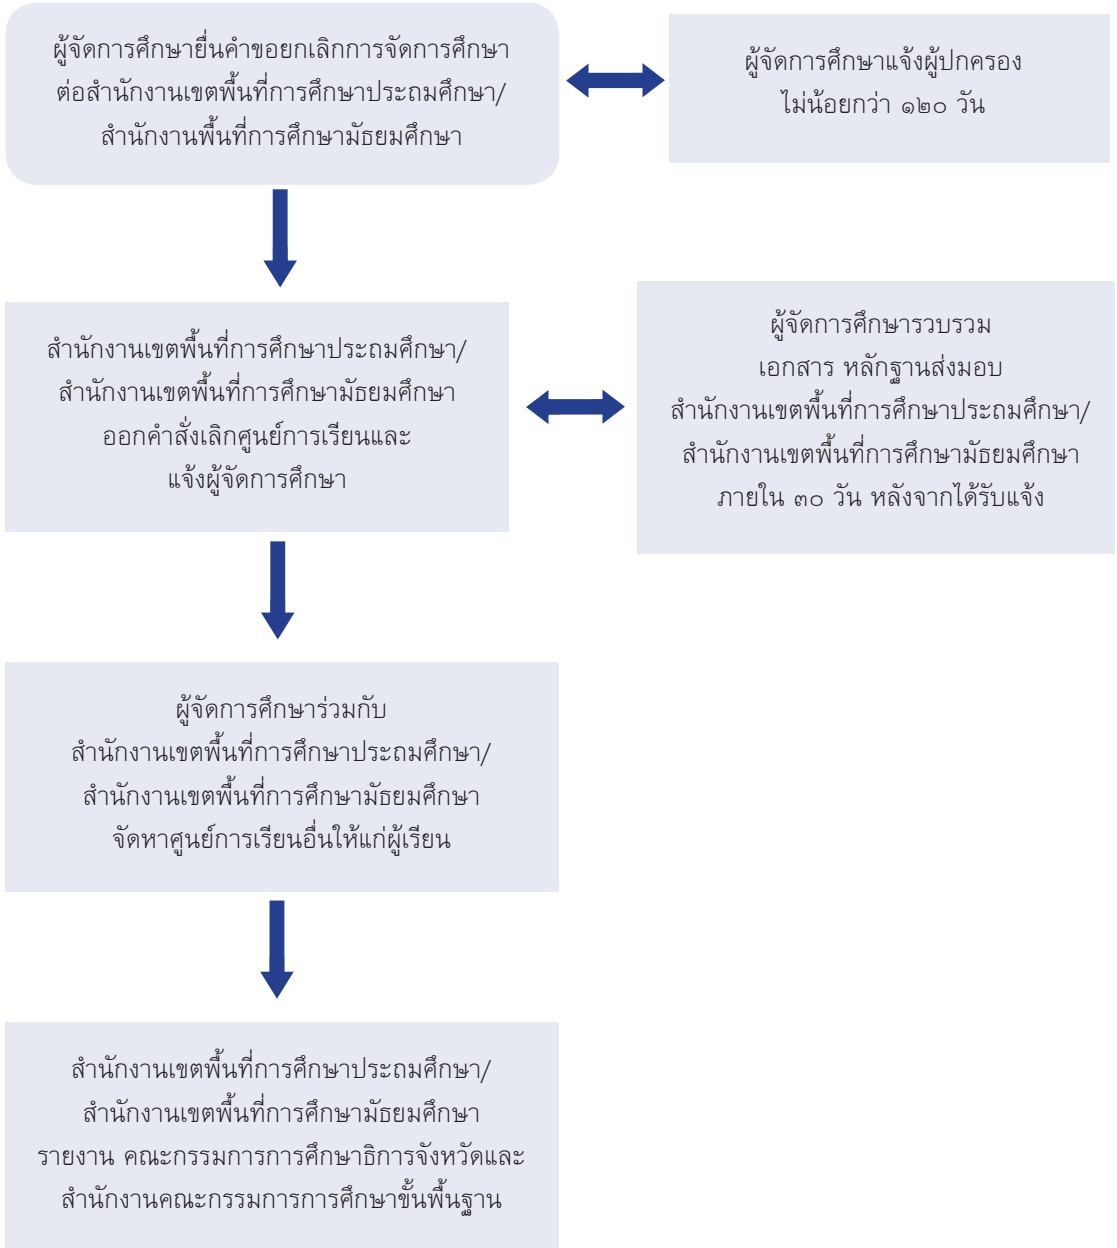 ผู้จัดการศึกษายื่นคำขอยกเลิกการจัดการศึกษา
ต่อสำนักงานเขตพื้นที่การศึกษาประถมศึกษา/
สำนักงานพื้นที่การศึกษามัธยมศึกษา
ผู้จัดการศึกษาแจ้งผู้ปกครอง
ไม่น้อยกว่า ๑๒๐ วัน
สำนักงานเขตพื้นที่การศึกษาประถมศึกษา/
สำนักงานเขตพื้นที่การศึกษามัธยมศึกษา
ออกคำสั่งเลิกศูนย์การเรียนและ
แจ้งผู้จัดการศึกษา
ผู้จัดการศึกษารวบรวม
เอกสาร หลักฐานส่งมอบ
สำนักงานเขตพื้นที่การศึกษาประถมศึกษา/
สำนักงานเขตพื้นที่การศึกษามัธยมศึกษา
ภายใน ๓๐ วัน หลังจากได้รับแจ้ง
ผู้จัดการศึกษาร่วมกับ
สำนักงานเขตพื้นที่การศึกษาประถมศึกษา/
สำนักงานเขตพื้นที่การศึกษามัธยมศึกษา
จัดหาศูนย์การเรียนอื่นให้แก่ผู้เรียน
สำนักงานเขตพื้นที่การศึกษาประถมศึกษา/
สำนักงานเขตพื้นที่การศึกษามัธยมศึกษา
รายงาน คณะกรรมการการศึกษาธิการจังหวัดและ
สำนักงานคณะกรรมการการศึกษาขั้นพื้นฐาน